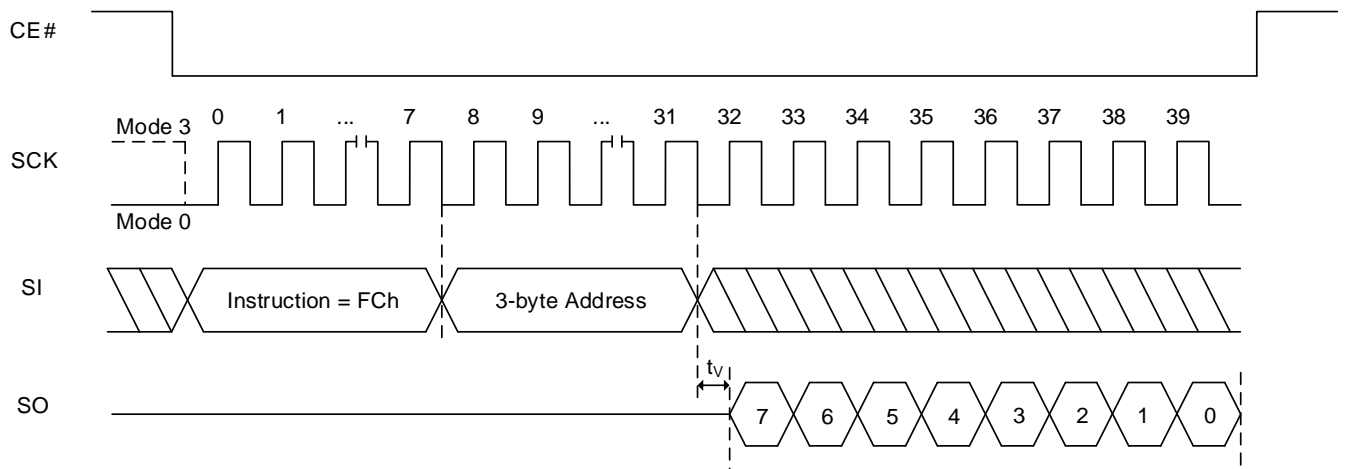 CE#
Mode 3 0 1 ... 7 8 9 ... 31 32 33 34 35 36 37 38 39
SCK
Mode 0
SI Instruction = FCh 3-byte Address
tV
SO 7 6 5 4 3 2 1 0